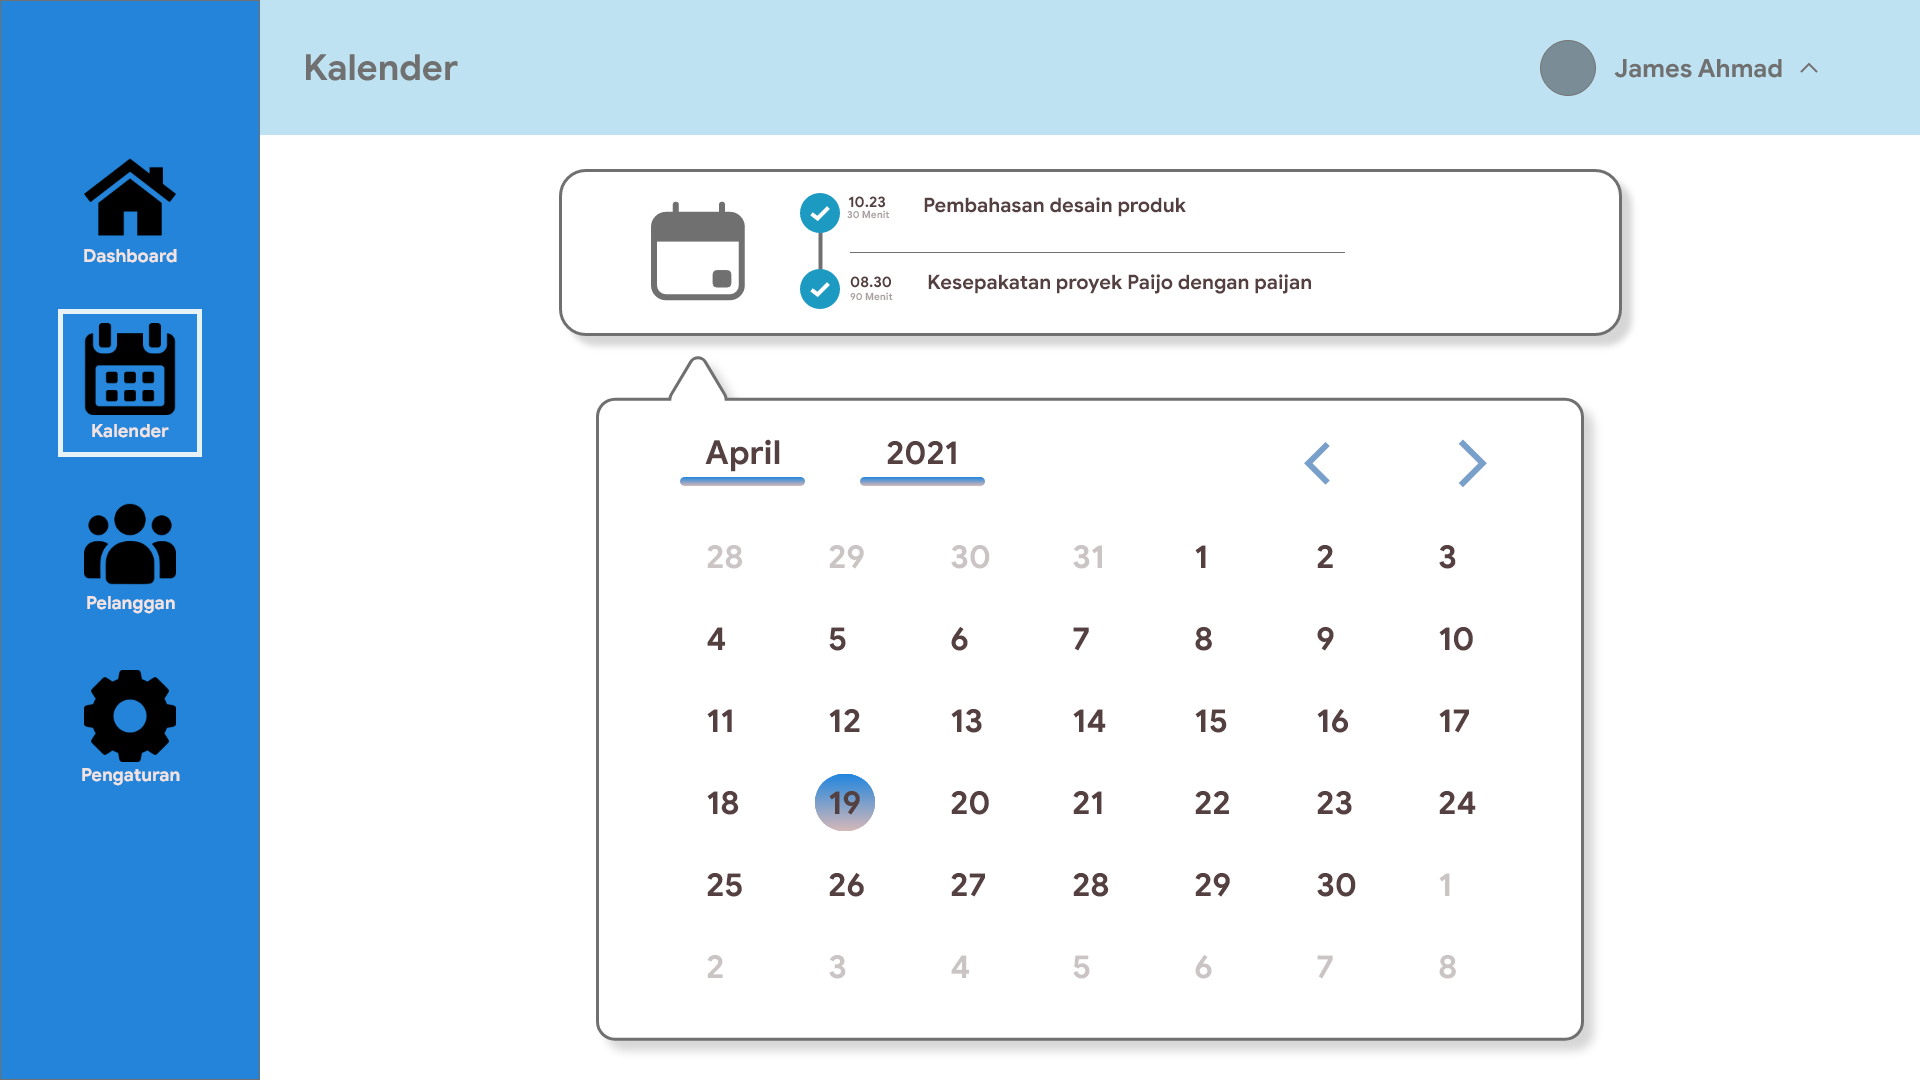 Kalender
James Ahmad
Dashboard
Kalender
Pelanggan
Pengaturan
10.23 Pembahasan desain produk
30 Menit
08.30 Kesepakatan proyek Paijo dengan paijan
90 Menit
April 2021
28 29 30 31 1 2 3
4 5 6 7 8 9 10
11 12 13 14 15 16 17
18 19 20 21 22 23 24
25 26 27 28 29 30 1
2 3 4 5 6 7 8